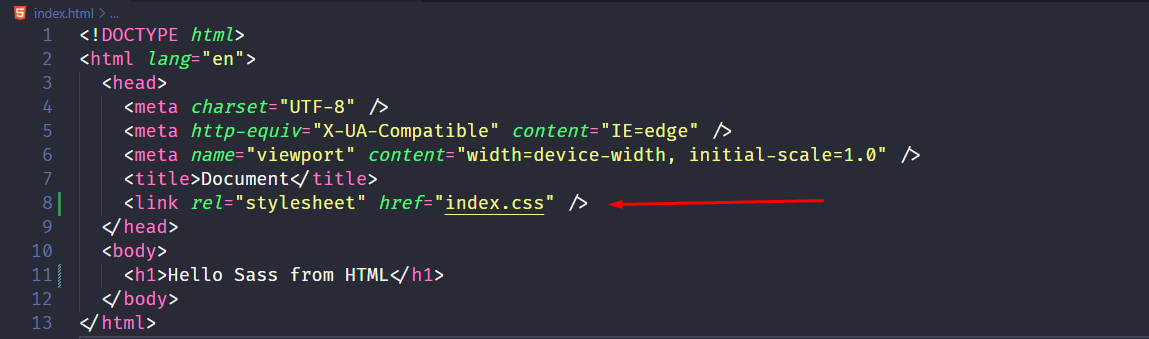 index.html > ...
1 <!DOCTYPE html>
2 <html lang="en">
3   <head>
4     <meta charset="UTF-8" />
5     <meta http-equiv="X-UA-Compatible" content="IE=edge" />
6     <meta name="viewport" content="width=device-width, initial-scale=1.0" />
7     <title>Document</title>
8     <link rel="stylesheet" href="index.css" />
9   </head>
10   <body>
11     <h1>Hello Sass from HTML</h1>
12   </body>
13 </html>